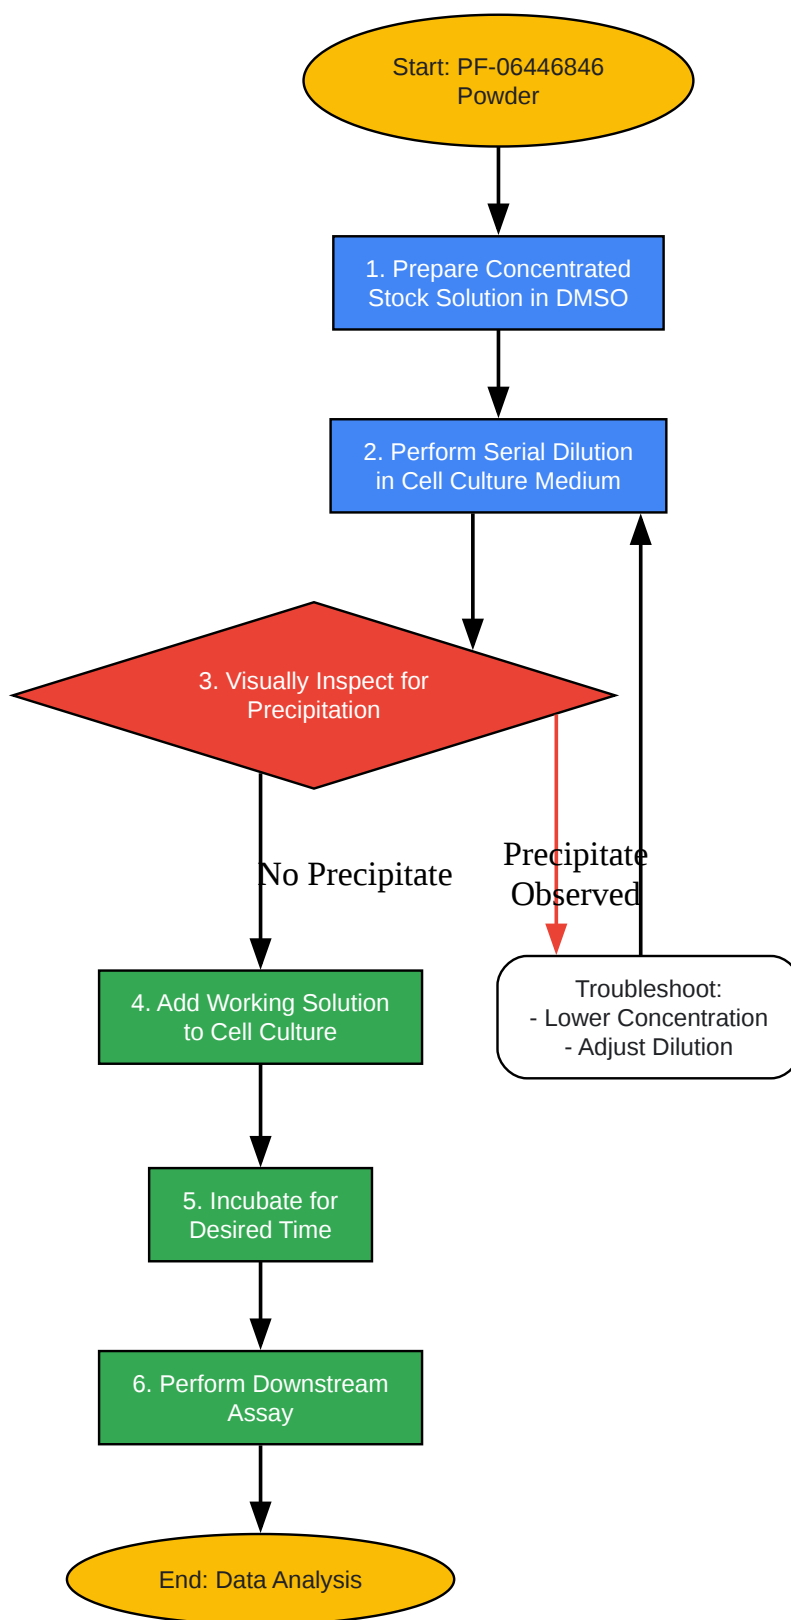 Start: PF-06446846
Powder
1. Prepare Concentrated
Stock Solution in DMSO
2. Perform Serial Dilution
in Cell Culture Medium
3. Visually Inspect for
Precipitation
No Precipitate
Precipitate
Observed
4. Add Working Solution
to Cell Culture
Troubleshoot:
- Lower Concentration
- Adjust Dilution
5. Incubate for
Desired Time
6. Perform Downstream
Assay
End: Data Analysis